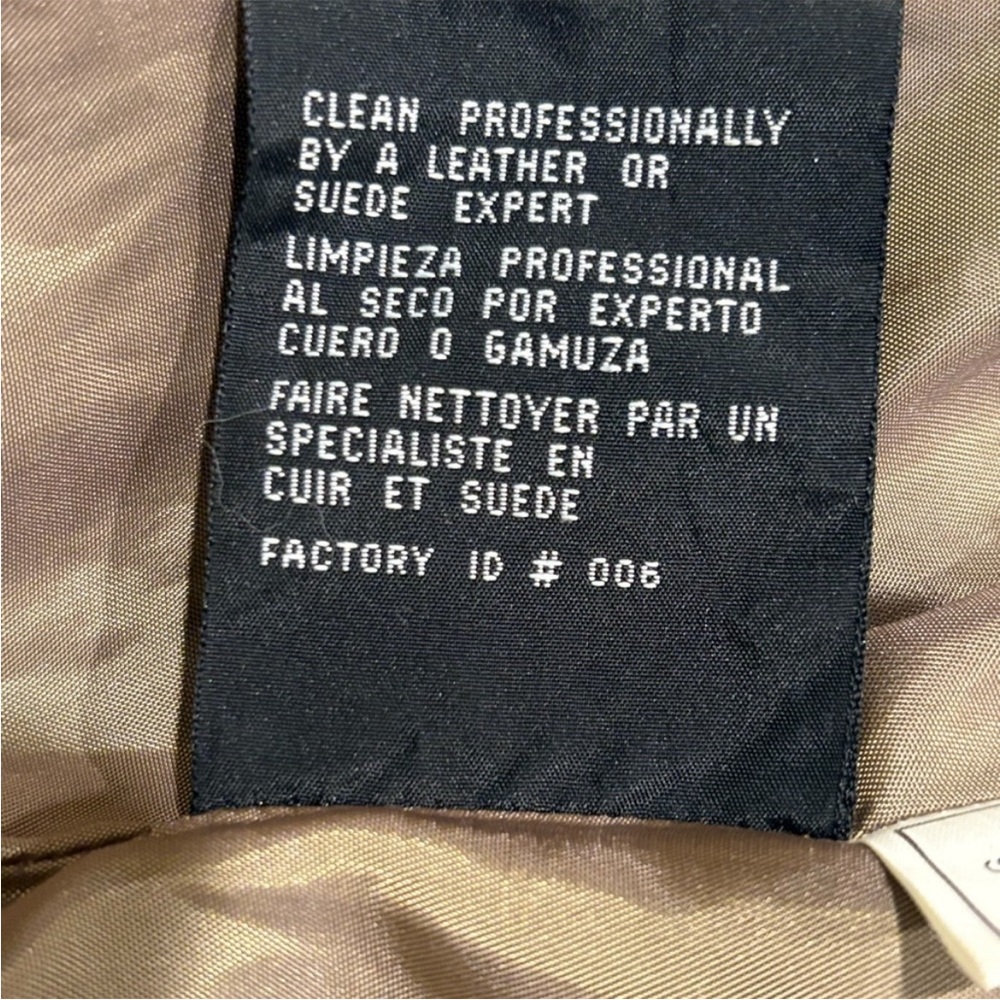 CLEAN PROFESSIONALLY
BY A LEATHER OR
SUEDE EXPERT
LIMPIEZA PROFESSIONAL
AL SECO POR EXPERTO
CUERO O GAMUZA
FAIRE NETTOYER PAR UN
SPECIALISTE EN
CUIR ET SUEDE
FACTORY ID # 006